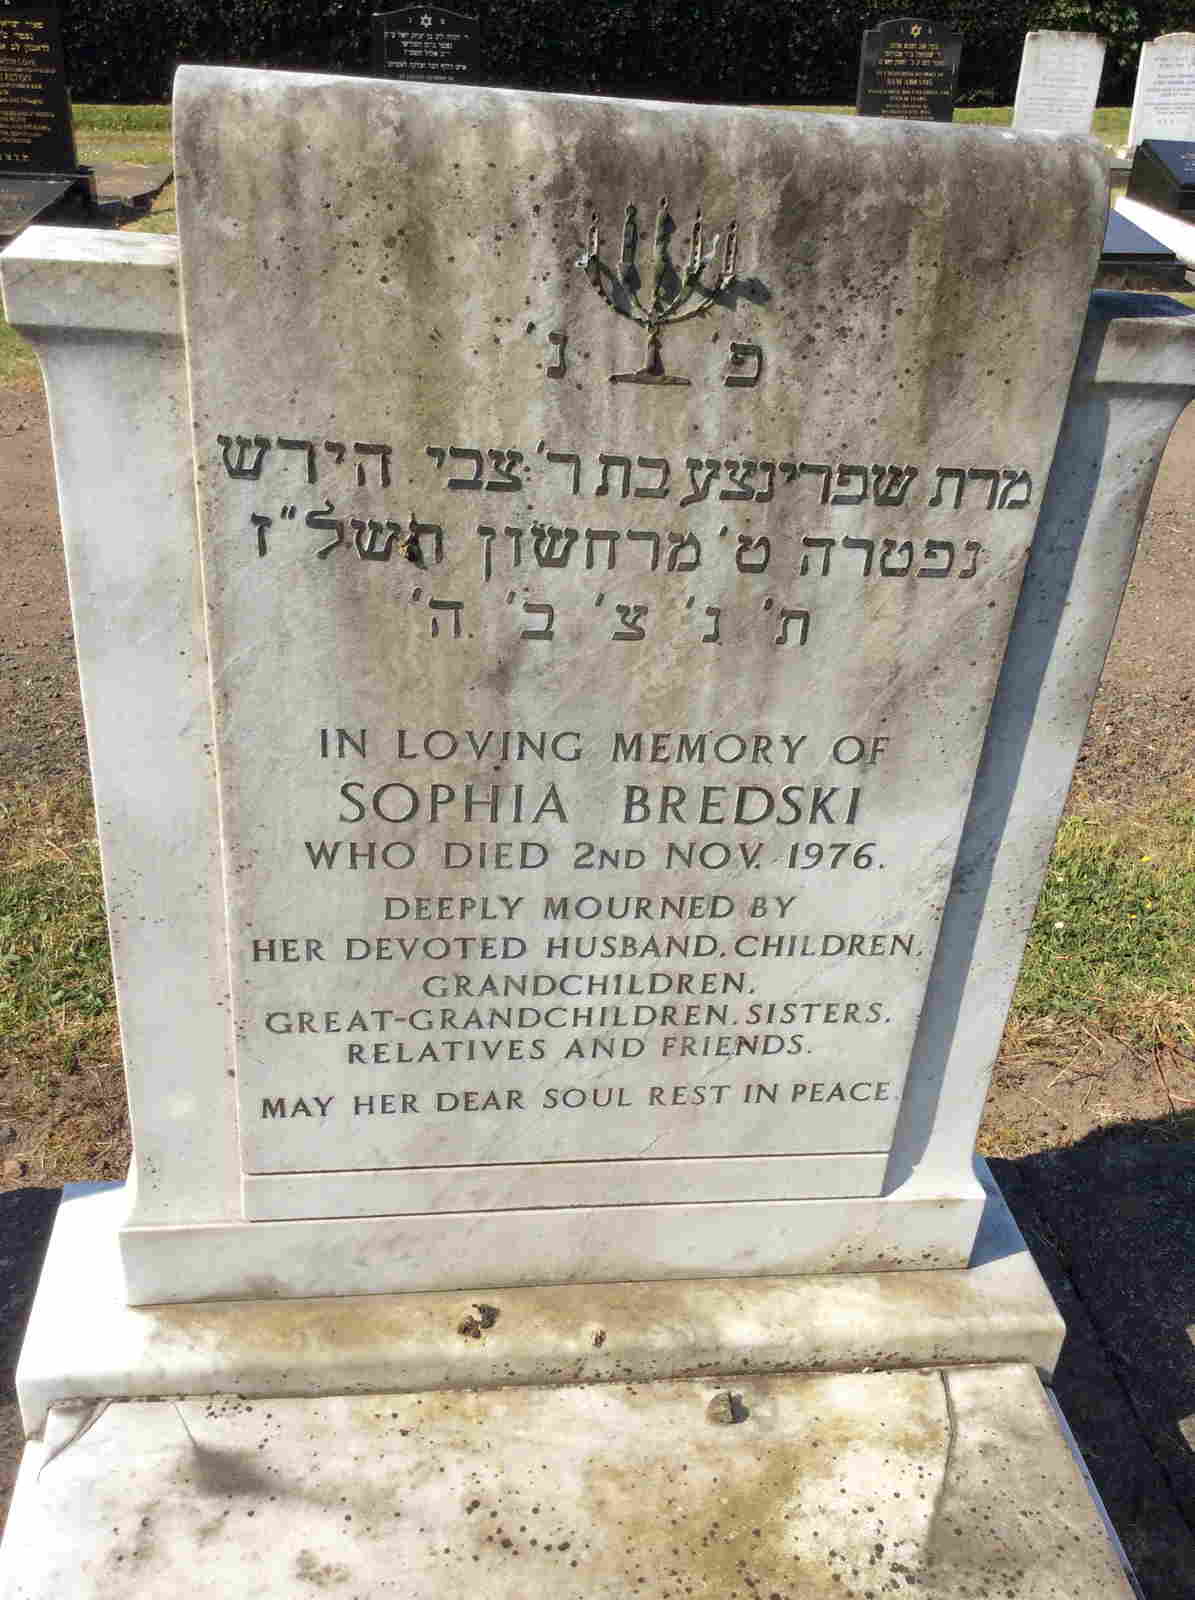 פ' נ'
מרת שפרינצע בת ר' צבי הירש
נפטרה ט' מרחשון תשל"ז
ת' נ' צ' ב' ה'
IN LOVING MEMORY OF
SOPHIA BREDSKI
WHO DIED 2ND NOV. 1976.
DEEPLY MOURNED BY
HER DEVOTED HUSBAND, CHILDREN,
GRANDCHILDREN,
GREAT-GRANDCHILDREN, SISTERS,
RELATIVES AND FRIENDS.
MAY HER DEAR SOUL REST IN PEACE.